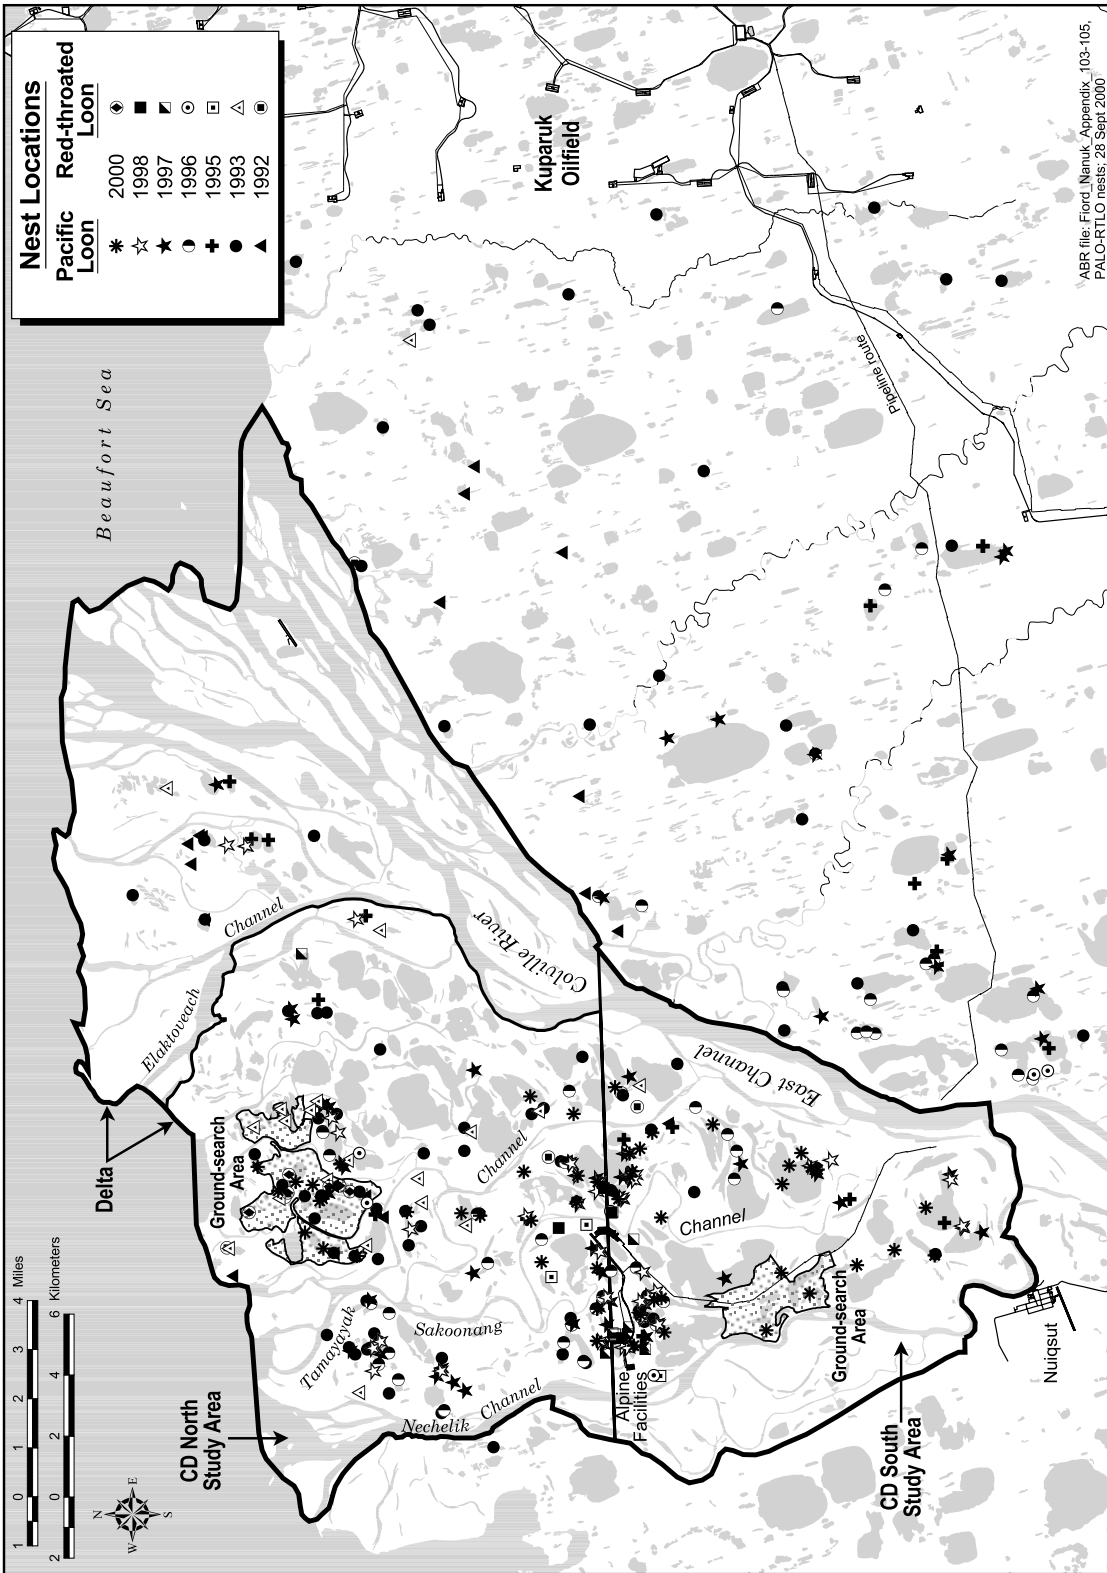 Nest Locations
Pacific Loon
Red-throated Loon
2000
1998
1997
1996
1995
1993
1992
Beaufort Sea
Kuparuk
Oilfield
Pipeline route
Delta
Elaktoveach
Channel
Colville River
East Channel
Ground-search
Area
Tamayayak
Channel
Sakoonang
Channel
Nechelik
Channel
CD North
Study Area
Alpine
Facilities
Ground-search
Area
CD South
Study Area
Nuiqsut
1 0 1 2 3 4 Miles
2 0 2 4 6 Kilometers
N
E
S
W
ABR file: Fiord_Nanuk_Appendix_103-105,
PALO-RTLO nests; 28 Sept 2000